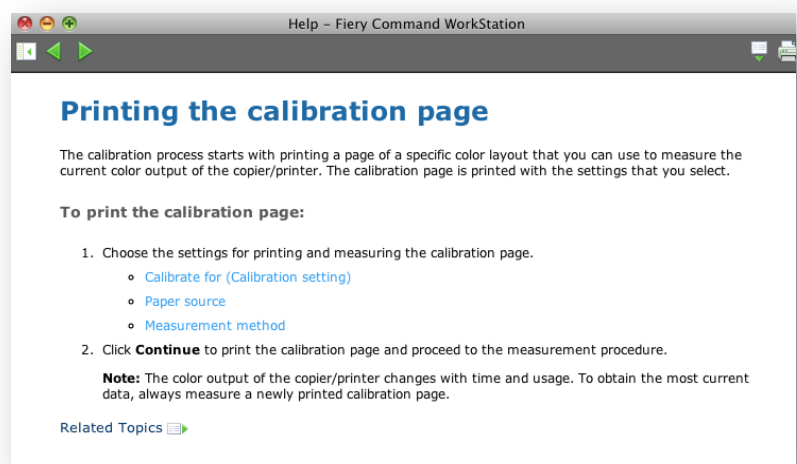 Help – Fiery Command WorkStation
Printing the calibration page
The calibration process starts with printing a page of a specific color layout that you can use to measure the
current color output of the copier/printer. The calibration page is printed with the settings that you select.
To print the calibration page:
1. Choose the settings for printing and measuring the calibration page.
Calibrate for (Calibration setting)
Paper source
Measurement method
2. Click Continue to print the calibration page and proceed to the measurement procedure.
Note: The color output of the copier/printer changes with time and usage. To obtain the most current
data, always measure a newly printed calibration page.
Related Topics